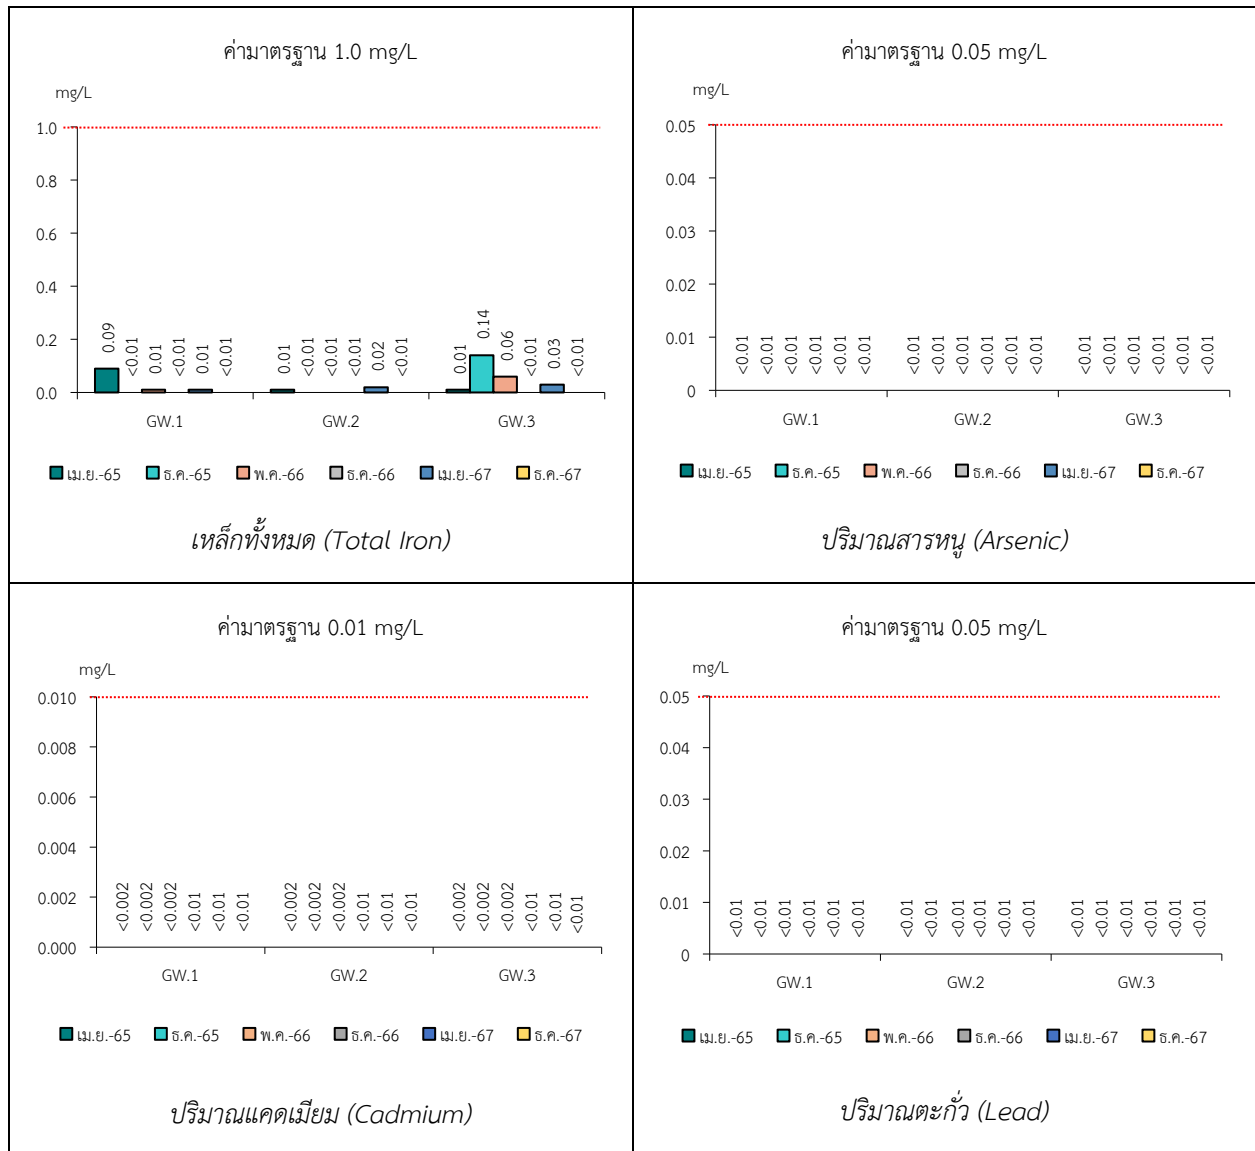 ค่ามาตรฐาน 1.0 mg/L
mg/L
1.0
0.8
0.6
0.4
0.2
0.0
0.09 <0.01 0.01 <0.01 0.01 <0.01
0.01 <0.01 <0.01 <0.01 0.02 <0.01
0.01 0.14 0.06 <0.01 0.03 <0.01
GW.1 GW.2 GW.3
เม.ย.-65 ธ.ค.-65 พ.ค.-66 ธ.ค.-66 เม.ย.-67 ธ.ค.-67
เหล็กทั้งหมด (Total Iron)
ค่ามาตรฐาน 0.05 mg/L
mg/L
0.05
0.04
0.03
0.02
0.01
0
<0.01 <0.01 <0.01 <0.01 <0.01 <0.01
<0.01 <0.01 <0.01 <0.01 <0.01 <0.01
<0.01 <0.01 <0.01 <0.01 <0.01 <0.01
GW.1 GW.2 GW.3
เม.ย.-65 ธ.ค.-65 พ.ค.-66 ธ.ค.-66 เม.ย.-67 ธ.ค.-67
ปริมาณสารหนู (Arsenic)
ค่ามาตรฐาน 0.01 mg/L
mg/L
0.010
0.008
0.006
0.004
0.002
0.000
<0.002 <0.002 <0.002 <0.01 <0.01 <0.01
<0.002 <0.002 <0.002 <0.01 <0.01 <0.01
<0.002 <0.002 <0.002 <0.01 <0.01 <0.01
GW.1 GW.2 GW.3
เม.ย.-65 ธ.ค.-65 พ.ค.-66 ธ.ค.-66 เม.ย.-67 ธ.ค.-67
ปริมาณแคดเมียม (Cadmium)
ค่ามาตรฐาน 0.05 mg/L
mg/L
0.05
0.04
0.03
0.02
0.01
0
<0.01 <0.01 <0.01 <0.01 <0.01 <0.01
<0.01 <0.01 <0.01 <0.01 <0.01 <0.01
<0.01 <0.01 <0.01 <0.01 <0.01 <0.01
GW.1 GW.2 GW.3
เม.ย.-65 ธ.ค.-65 พ.ค.-66 ธ.ค.-66 เม.ย.-67 ธ.ค.-67
ปริมาณตะกั่ว (Lead)